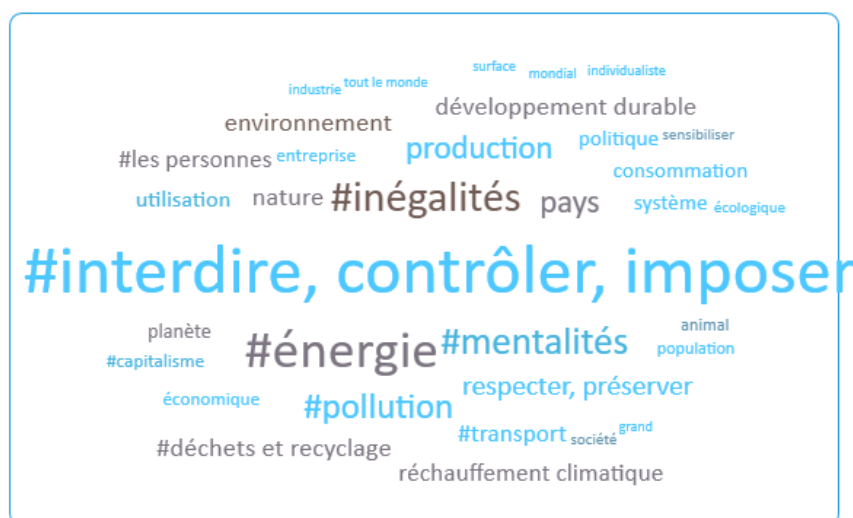 surface mondial individualiste
industrie tout le monde
développement durable
environnement
production politique sensibiliser
#les personnes entreprise
consommation
utilisation nature #inégalités pays système écologique
#interdire, contrôler, imposer
planète animal
#énergie #mentalités
#capitalisme population
respecter, préserver
économique #pollution
#transport société grand
#déchets et recyclage
réchauffement climatique